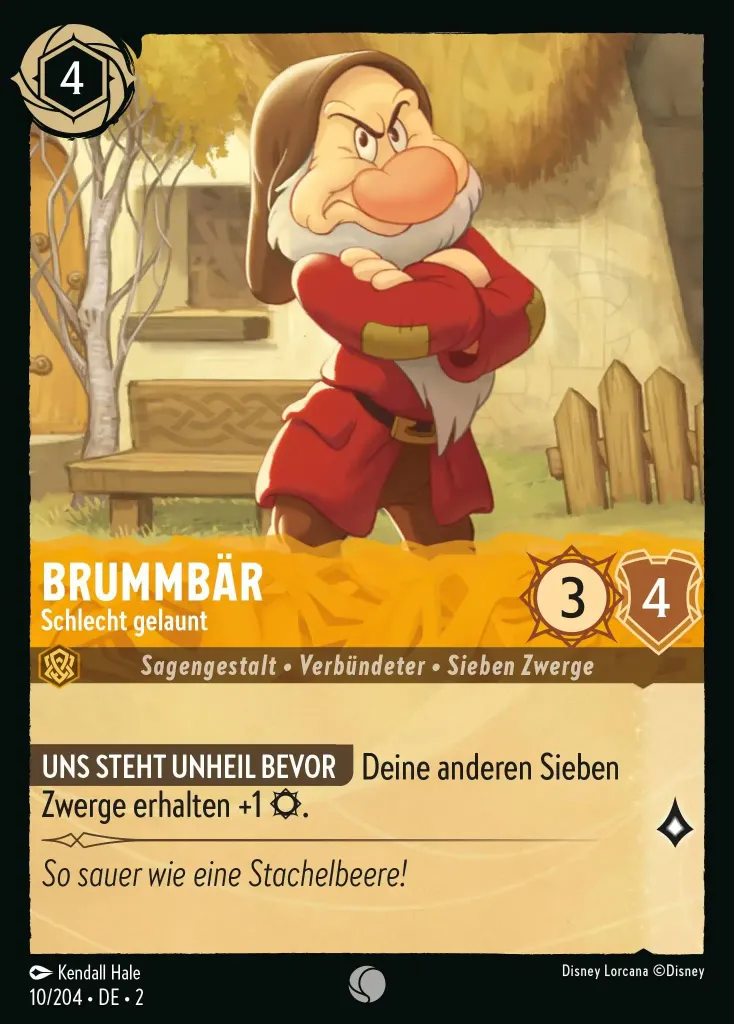 4
BRUMMBÄR
Schlecht gelaunt
3
4
Sagengestalt • Verbündeter • Sieben Zwerge
UNS STEHT UNHEIL BEVOR Deine anderen Sieben
Zwerge erhalten +1 .
So sauer wie eine Stachelbeere!
Kendall Hale
Disney Lorcana ©Disney
10/204 • DE • 2